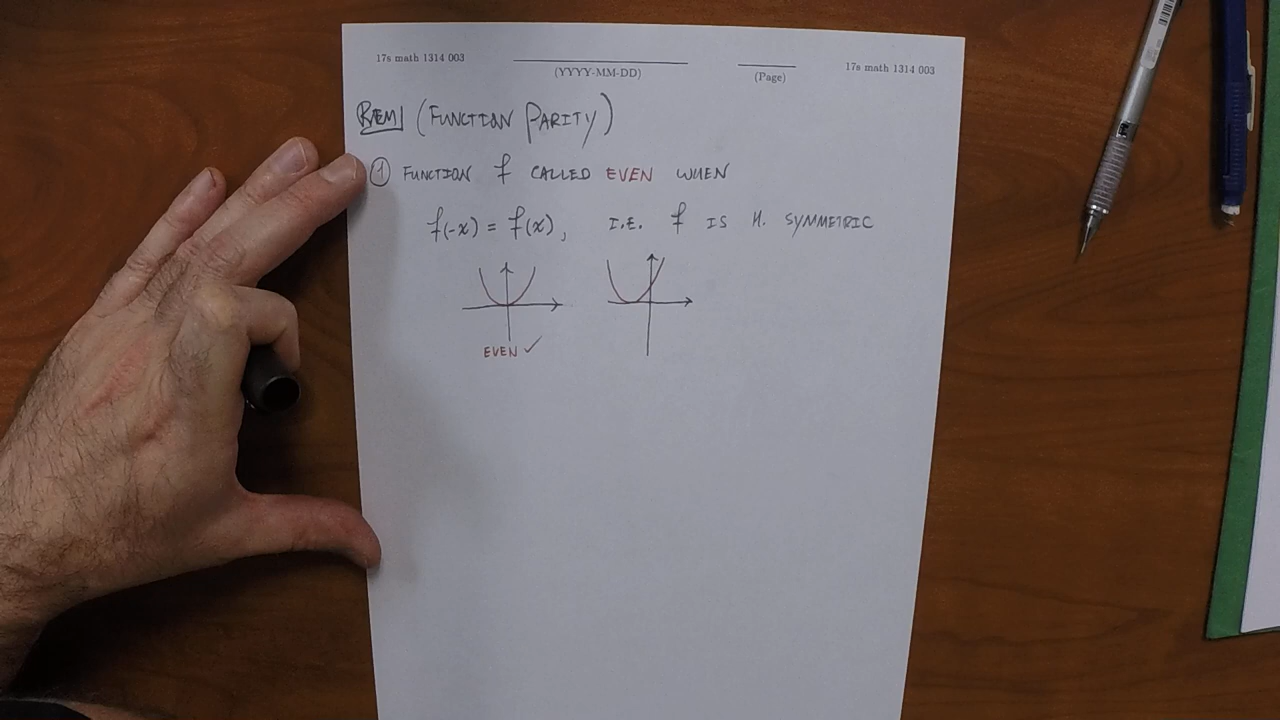 17s math 1314 003 (YYYY-MM-DD) (Page) 17s math 1314 003
REM (FUNCTION PARITY)
① FUNCTION f CALLED EVEN WHEN
f(-x) = f(x), I.E. f IS H. SYMMETRIC
EVEN ✓